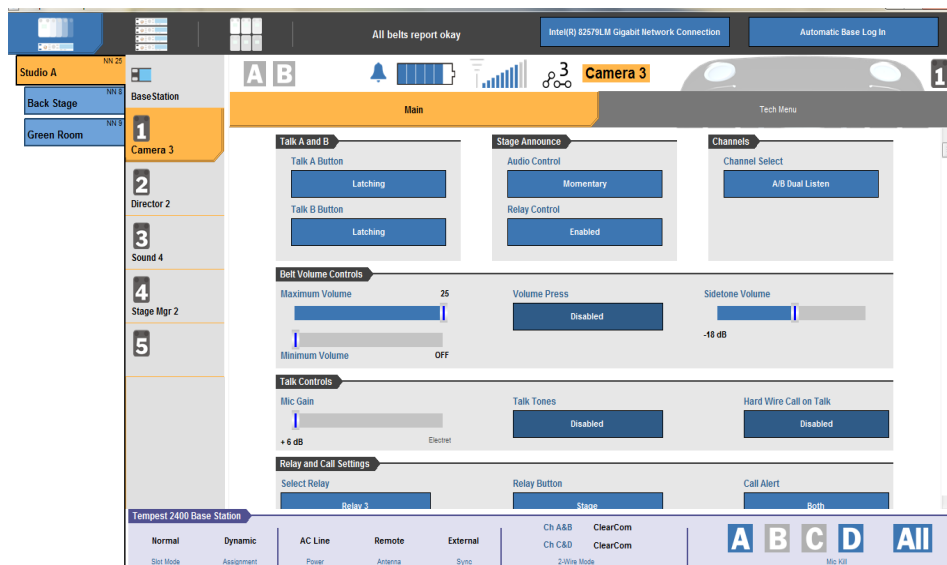 All belts report okay
Intel(R) 82579LM Gigabit Network Connection
Automatic Base Log In
NN 25
Studio A
NN 8
Back Stage
NN 9
Green Room
BaseStation
1
Camera 3
2
Director 2
3
Sound 4
4
Stage Mgr 2
5
A B
3
Camera 3
1
Main
Tech Menu
Talk A and B
Talk A Button
Latching
Talk B Button
Latching
Stage Announce
Audio Control
Momentary
Relay Control
Enabled
Channels
Channel Select
A/B Dual Listen
Belt Volume Controls
Maximum Volume 25
Minimum Volume OFF
Volume Press
Disabled
Sidetone Volume
-18 dB
Talk Controls
Mic Gain
+ 6 dB Electret
Talk Tones
Disabled
Hard Wire Call on Talk
Disabled
Relay and Call Settings
Select Relay
Relay 3
Relay Button
Stage
Call Alert
Both
Tempest 2400 Base Station
Normal
Slot Mode
Dynamic
Assignment
AC Line
Power
Remote
Antenna
External
Sync
Ch A&B ClearCom
Ch C&D ClearCom
2-Wire Mode
A B C D All
Mic Kill